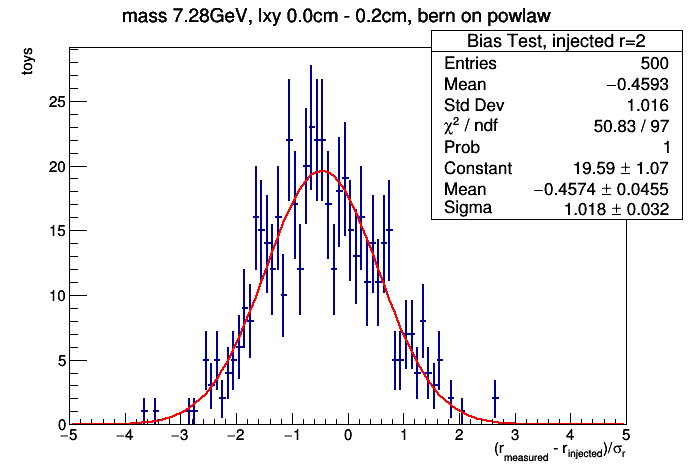 mass 7.28GeV, lxy 0.0cm - 0.2cm, bern on powlaw
Bias Test, injected r=2
Entries 500
Mean −0.4593
Std Dev 1.016
χ² / ndf 50.83 / 97
Prob 1
Constant 19.59 ± 1.07
Mean −0.4574 ± 0.0455
Sigma 1.018 ± 0.032
toys
25
20
15
10
5
0
−5 −4 −3 −2 −1 0 1 2 3 4 5
(r_measured - r_injected)/σ_r